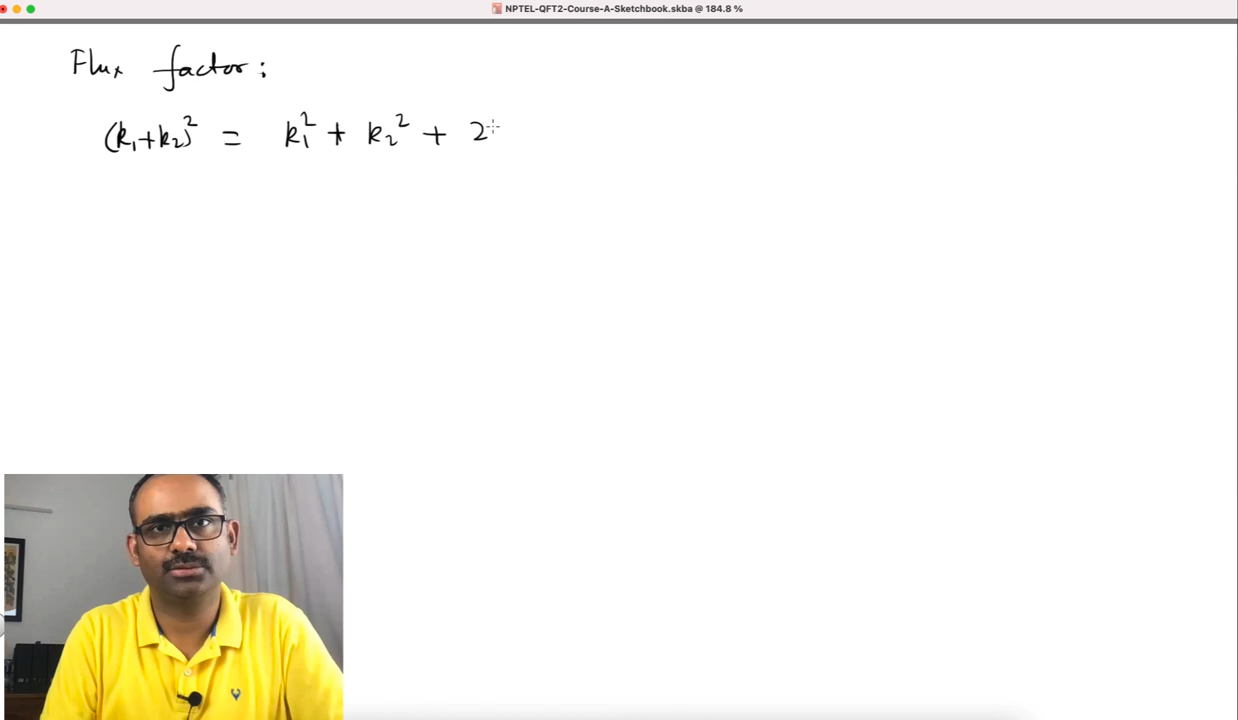 NPTEL-QFT2-Course-A-Sketchbook.skba @ 184.8 %
Flux factor:
(k₁+k₂)² = k₁² + k₂² + 2